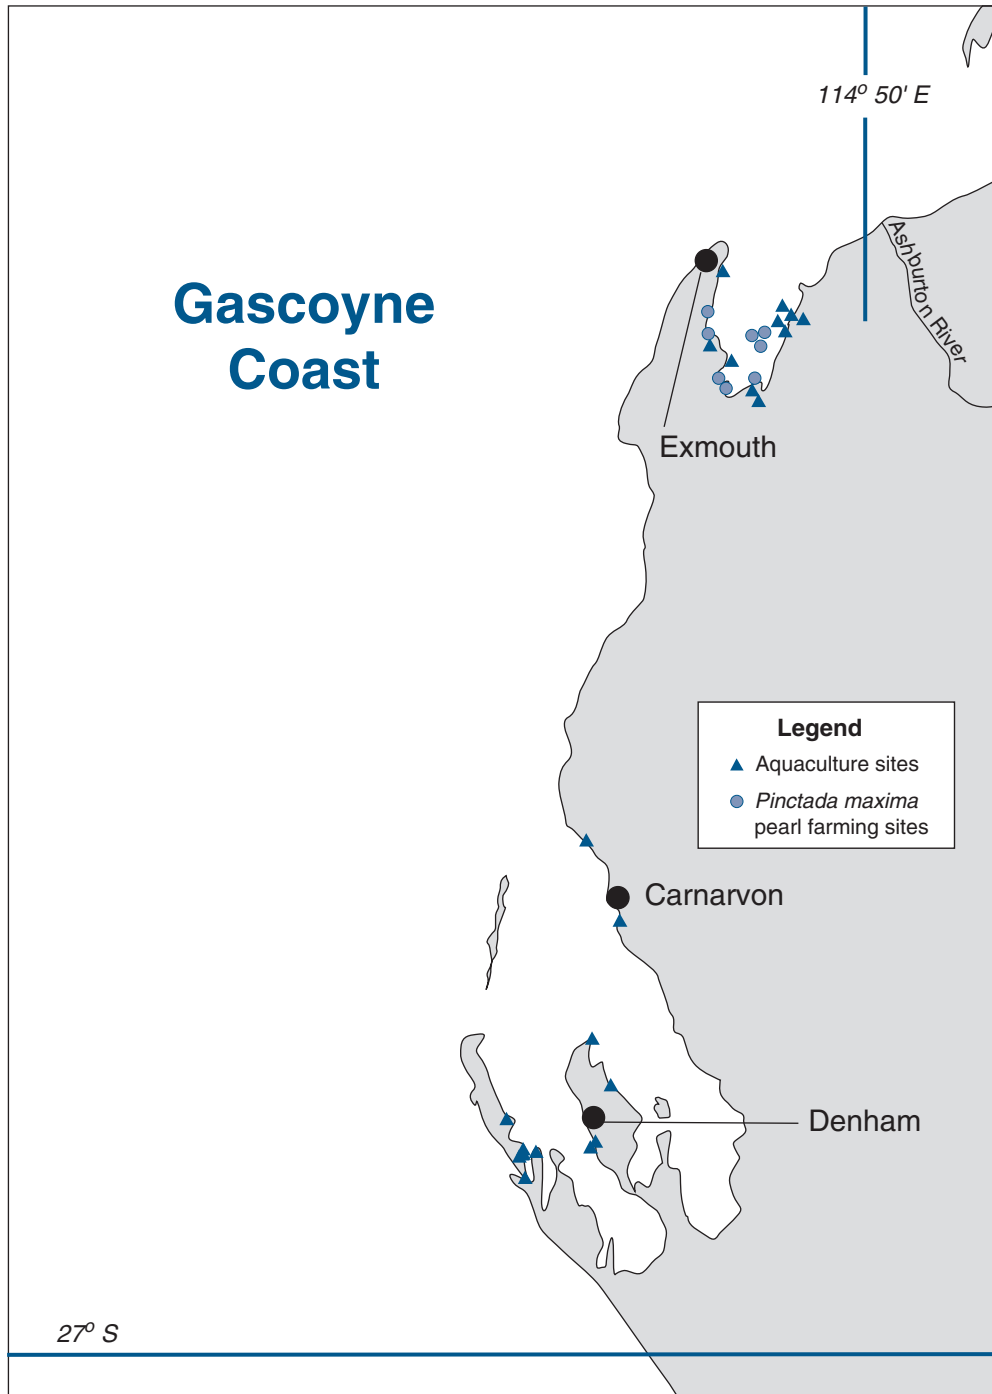 114° 50' E
Ashburton River
Gascoyne
Coast
Exmouth
Legend
Aquaculture sites
Pinctada maxima
pearl farming sites
Carnarvon
Denham
27° S